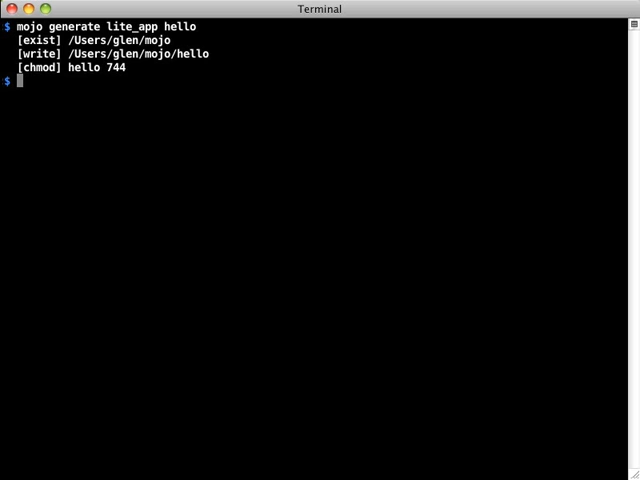 Terminal
$ mojo generate lite_app hello
[exist] /Users/glen/mojo
[write] /Users/glen/mojo/hello
[chmod] hello 744
$